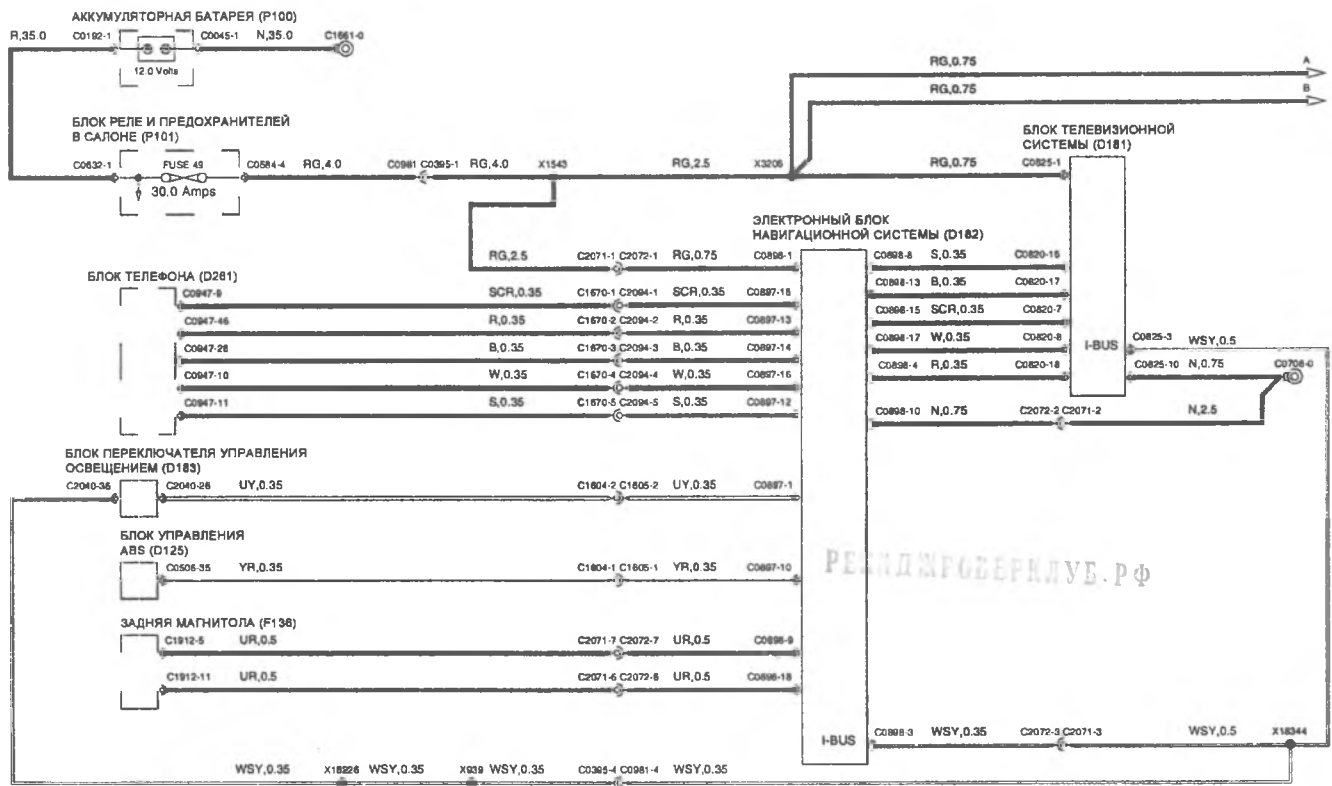 АККУМУЛЯТОРНАЯ БАТАРЕЯ (P100)
R,35.0 C0192-1 C0045-1 N,35.0 C1661-0
12.0 Volts
RG,0.75 A
RG,0.75 B
БЛОК РЕЛЕ И ПРЕДОХРАНИТЕЛЕЙ
В САЛОНЕ (P101)
БЛОК ТЕЛЕВИЗИОННОЙ
СИСТЕМЫ (D181)
C0632-1 FUSE 49 C0584-4 RG,4.0 C0981 C0395-1 RG,4.0 X1543 RG,2.5 X3206 RG,0.75 C0825-1
30.0 Amps
ЭЛЕКТРОННЫЙ БЛОК
НАВИГАЦИОННОЙ СИСТЕМЫ (D182)
RG,2.5 C2071-1 C2072-1 RG,0.75 C0898-1 C0898-8 S,0.35 C0820-16
БЛОК ТЕЛЕФОНА (D261)
C0898-13 B,0.35 C0820-17
C0947-9 SCR,0.35 C1670-1 C2094-1 SCR,0.35 C0897-15 C0898-15 SCR,0.35 C0820-7
C0947-46 R,0.35 C1670-2 C2094-2 R,0.35 C0897-13 C0898-17 W,0.35 C0820-8
I-BUS C0825-3 WSY,0.5
C0947-28 B,0.35 C1670-3 C2094-3 B,0.35 C0897-14 C0898-4 R,0.35 C0820-18 C0825-10 N,0.75 C0706-0
C0947-10 W,0.35 C1670-4 C2094-4 W,0.35 C0897-16
C0947-11 S,0.35 C1670-5 C2094-5 S,0.35 C0897-12 C0898-10 N,0.75 C2072-2 C2071-2 N,2.5
БЛОК ПЕРЕКЛЮЧАТЕЛЯ УПРАВЛЕНИЯ
ОСВЕЩЕНИЕМ (D183)
C2040-36 C2040-26 UY,0.35 C1604-2 C1605-2 UY,0.35 C0897-1
БЛОК УПРАВЛЕНИЯ
ABS (D125)
C0506-35 YR,0.35 C1604-1 C1605-1 YR,0.35 C0897-10
РЕЕНДЖРОВЕРКЛУБ.РФ
ЗАДНЯЯ МАГНИТОЛА (F136)
C1912-5 UR,0.5 C2071-7 C2072-7 UR,0.5 C0898-9
C1912-11 UR,0.5 C2071-6 C2072-6 UR,0.5 C0898-18
I-BUS C0898-3 WSY,0.35 C2072-3 C2071-3 WSY,0.5 X18344
WSY,0.35 X18226 WSY,0.35 X939 WSY,0.35 C0395-4 C0981-4 WSY,0.35